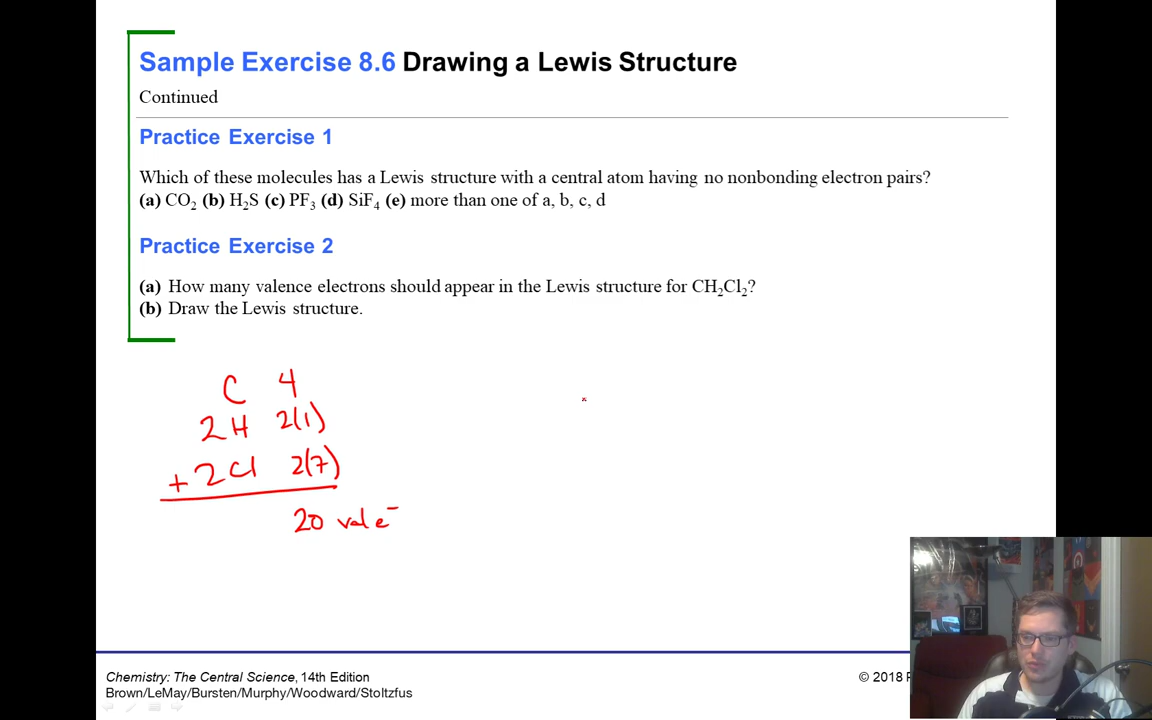 Sample Exercise 8.6 Drawing a Lewis Structure
Continued
Practice Exercise 1
Which of these molecules has a Lewis structure with a central atom having no nonbonding electron pairs?
(a) CO₂ (b) H₂S (c) PF₃ (d) SiF₄ (e) more than one of a, b, c, d
Practice Exercise 2
(a) How many valence electrons should appear in the Lewis structure for CH₂Cl₂?
(b) Draw the Lewis structure.
C 4
2 H 2(1)
+ 2 Cl 2(7)
20 val e⁻
Chemistry: The Central Science, 14th Edition
Brown/LeMay/Bursten/Murphy/Woodward/Stoltzfus
© 2018